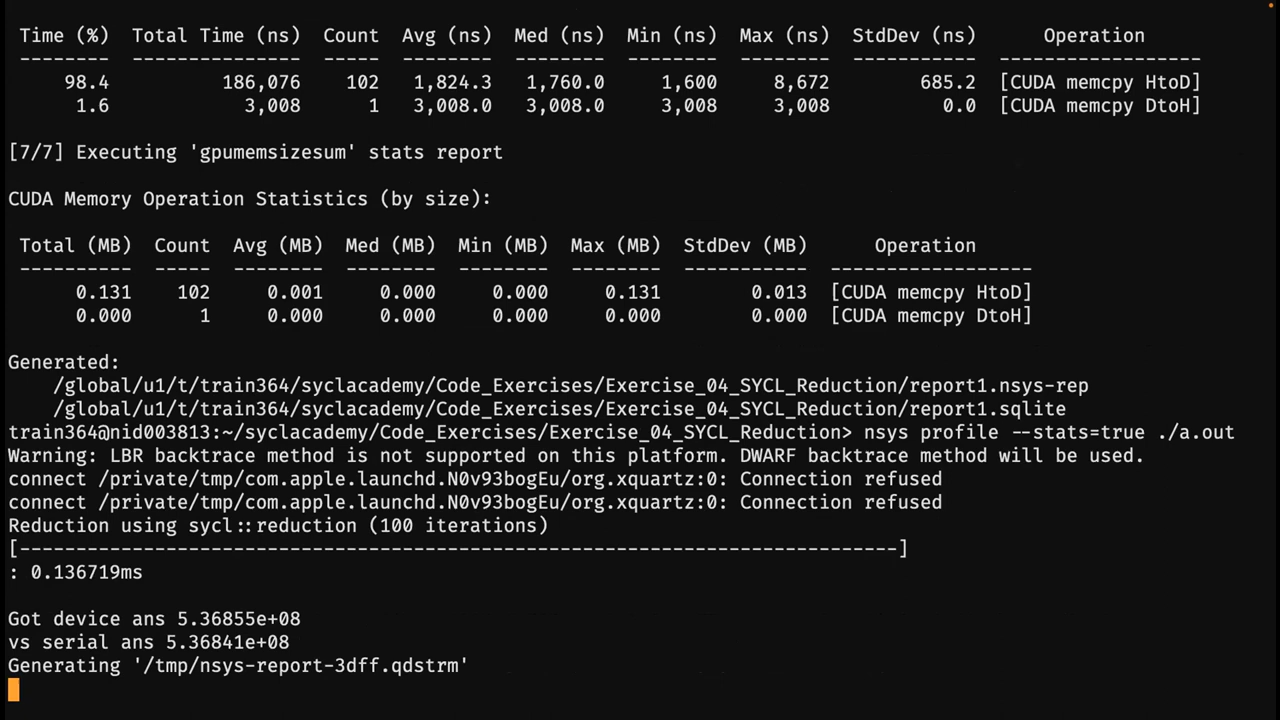 Time (%)  Total Time (ns)  Count  Avg (ns)  Med (ns)  Min (ns)  Max (ns)  StdDev (ns)      Operation
--------  ---------------  -----  --------  --------  --------  --------  -----------  ------------------
98.4          186,076    102   1,824.3   1,760.0     1,600     8,672        685.2  [CUDA memcpy HtoD]
1.6            3,008      1   3,008.0   3,008.0     3,008     3,008          0.0  [CUDA memcpy DtoH]
[7/7] Executing 'gpumemsizesum' stats report
CUDA Memory Operation Statistics (by size):
Total (MB)  Count  Avg (MB)  Med (MB)  Min (MB)  Max (MB)  StdDev (MB)      Operation
----------  -----  --------  --------  --------  --------  -----------  ------------------
0.131    102     0.001     0.000     0.000     0.131        0.013  [CUDA memcpy HtoD]
0.000      1     0.000     0.000     0.000     0.000        0.000  [CUDA memcpy DtoH]
Generated:
/global/u1/t/train364/syclacademy/Code_Exercises/Exercise_04_SYCL_Reduction/report1.nsys-rep
/global/u1/t/train364/syclacademy/Code_Exercises/Exercise_04_SYCL_Reduction/report1.sqlite
train364@nid003813:~/syclacademy/Code_Exercises/Exercise_04_SYCL_Reduction> nsys profile --stats=true ./a.out
Warning: LBR backtrace method is not supported on this platform. DWARF backtrace method will be used.
connect /private/tmp/com.apple.launchd.N0v93bogEu/org.xquartz:0: Connection refused
connect /private/tmp/com.apple.launchd.N0v93bogEu/org.xquartz:0: Connection refused
Reduction using sycl::reduction (100 iterations)
[------------------------------------------------------------------------------]
: 0.136719ms
Got device ans 5.36855e+08
vs serial ans 5.36841e+08
Generating '/tmp/nsys-report-3dff.qdstrm'